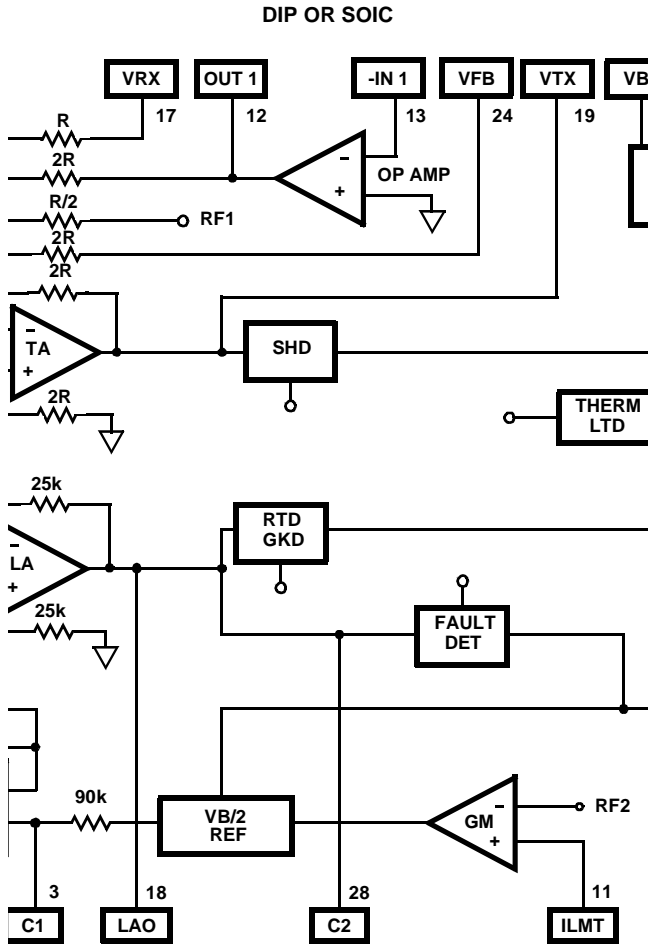 DIP OR SOIC
VRX
OUT 1
-IN 1
VFB
VTX
VB
17
12
13
24
19
R
2R
OP AMP
-
+
R/2
RF1
2R
2R
-
TA
+
SHD
2R
THERM
LTD
25k
RTD
GKD
-
LA
+
25k
FAULT
DET
90k
VB/2
REF
-
GM
+
RF2
3
18
28
11
C1
LAO
C2
ILMT